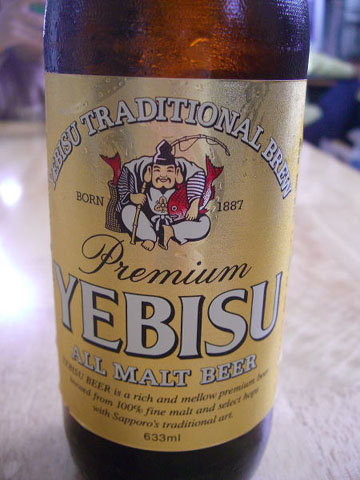 YEBISU TRADITIONAL BREW
BORN 1887
Premium
YEBISU
ALL MALT BEER
YEBISU BEER is a rich and mellow premium beer
from 100% fine malt and select hops
with Sapporo's traditional art.
633ml